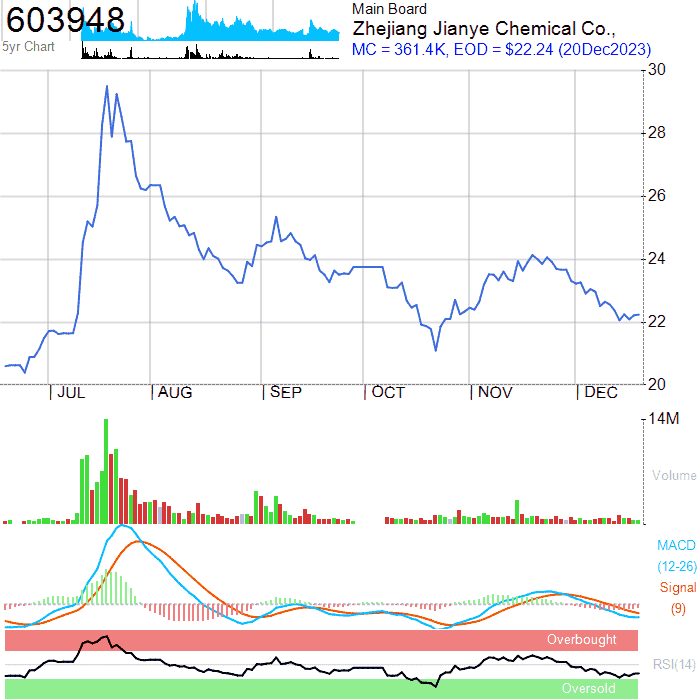 603948
5yr Chart
Main Board
Zhejiang Jianye Chemical Co.,
MC = 361.4K, EOD = $22.24 (20Dec2023)
30
28
26
24
22
20
JUL
AUG
SEP
OCT
NOV
DEC
14M
Volume
MACD
(12-26)
Signal
(9)
Overbought
RSI(14)
Oversold